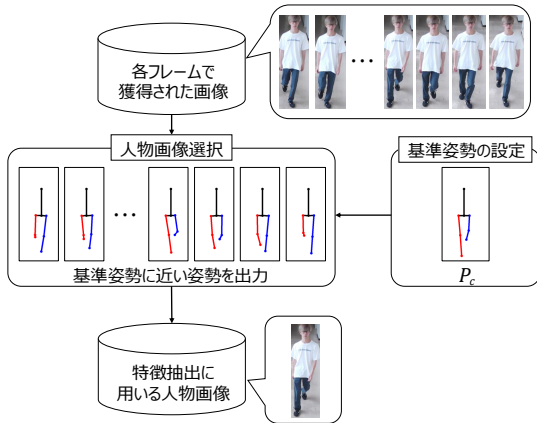 各フレームで
獲得された画像
…
人物画像選択
基準姿勢の設定
…
基準姿勢に近い姿勢を出力
P_c
特徴抽出に
用いる人物画像